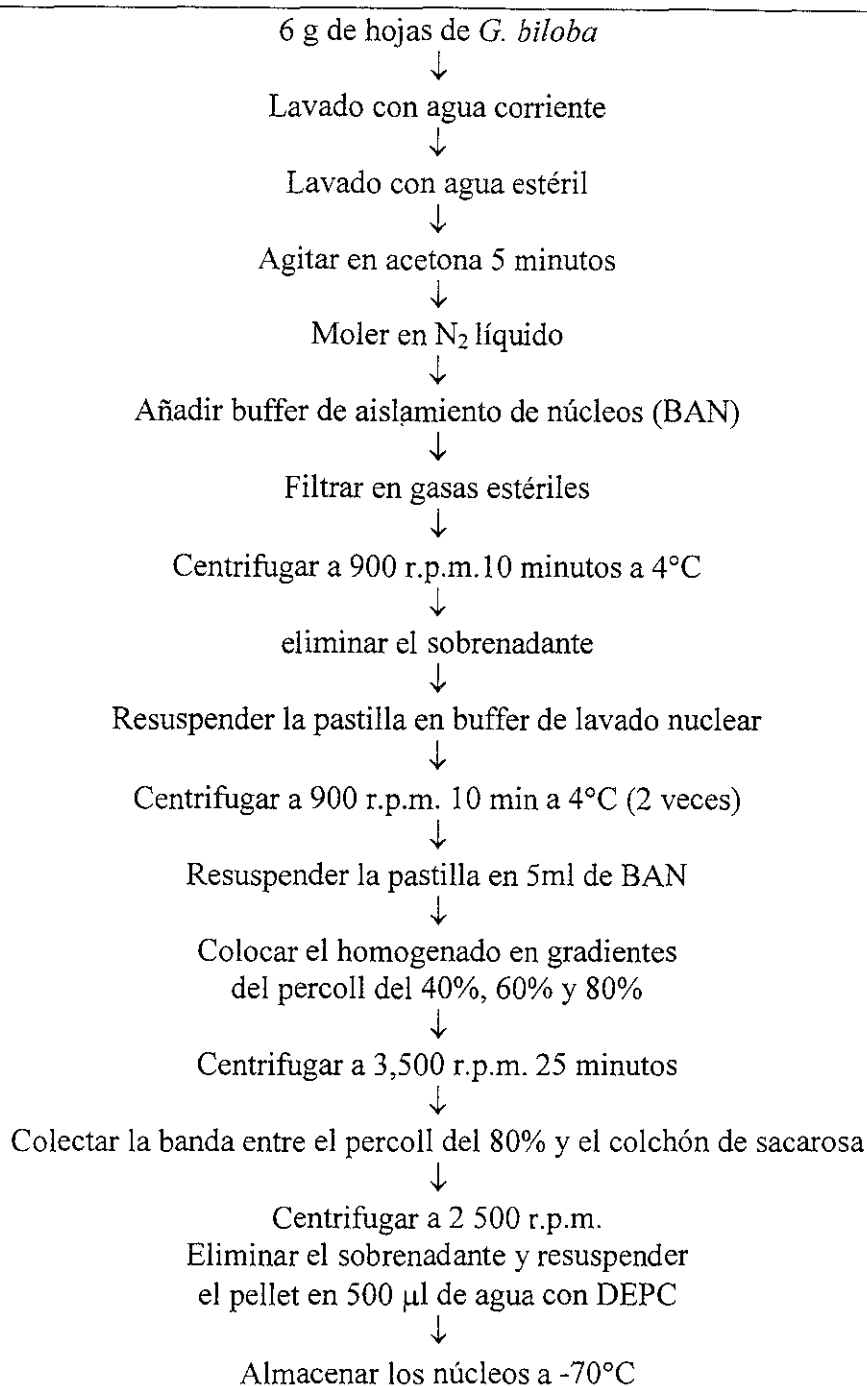 6 g de hojas de G. biloba
↓
Lavado con agua corriente
↓
Lavado con agua estéril
↓
Agitar en acetona 5 minutos
↓
Moler en N₂ líquido
↓
Añadir buffer de aislamiento de núcleos (BAN)
↓
Filtrar en gasas estériles
↓
Centrifugar a 900 r.p.m.10 minutos a 4°C
↓
eliminar el sobrenadante
↓
Resuspender la pastilla en buffer de lavado nuclear
↓
Centrifugar a 900 r.p.m. 10 min a 4°C (2 veces)
↓
Resuspender la pastilla en 5ml de BAN
↓
Colocar el homogenado en gradientes
del percoll del 40%, 60% y 80%
↓
Centrifugar a 3,500 r.p.m. 25 minutos
↓
Colectar la banda entre el percoll del 80% y el colchón de sacarosa
↓
Centrifugar a 2 500 r.p.m.
Eliminar el sobrenadante y resuspender
el pellet en 500 µl de agua con DEPC
↓
Almacenar los núcleos a -70°C